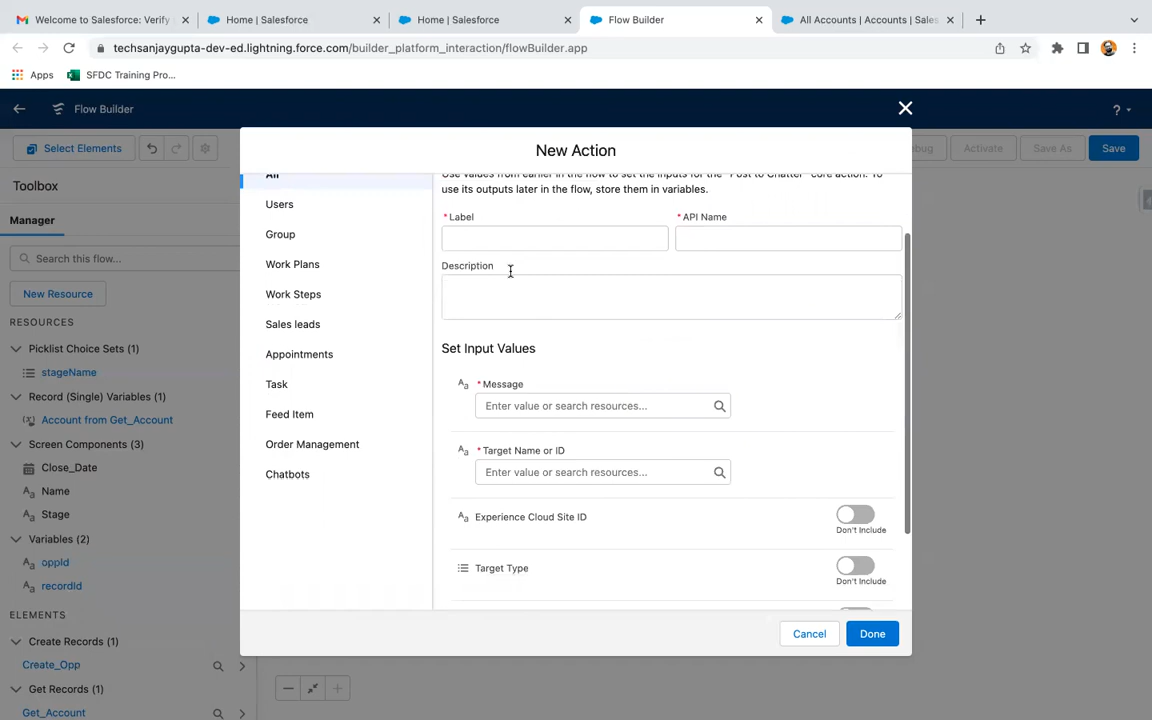 Welcome to Salesforce: Verify
Home | Salesforce
Home | Salesforce
Flow Builder
All Accounts | Accounts | Sales
techsanjaygupta-dev-ed.lightning.force.com/builder_platform_interaction/flowBuilder.app
Apps
SFDC Training Pro...
Flow Builder
?
Select Elements
Activate
Save As
Save
New Action
Toolbox
Manager
Search this flow...
New Resource
RESOURCES
Picklist Choice Sets (1)
stageName
Record (Single) Variables (1)
Account from Get_Account
Screen Components (3)
Close_Date
Aa Name
Aa Stage
Variables (2)
Aa oppId
Aa recordId
ELEMENTS
Create Records (1)
Create_Opp
Get Records (1)
Get_Account
All
Users
Group
Work Plans
Work Steps
Sales leads
Appointments
Task
Feed Item
Order Management
Chatbots
Use values from earlier in the flow to set the inputs for the "Post to Chatter" core action. To
use its outputs later in the flow, store them in variables.
* Label
* API Name
Description
Set Input Values
Aa * Message
Enter value or search resources...
Aa * Target Name or ID
Enter value or search resources...
Aa Experience Cloud Site ID
Don't Include
Target Type
Don't Include
Cancel
Done